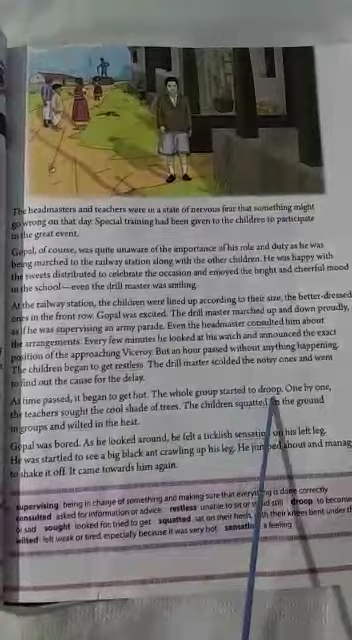 The headmasters and teachers were in a state of nervous fear that something might
go wrong on that day. Special training had been given to the children to participate
in the great event.
Gopal, of course, was quite unaware of the importance of his role and duty as he was
being marched to the railway station along with the other children. He was happy with
the sweets distributed to celebrate the occasion and enjoyed the bright and cheerful mood
in the school—even the drill master was smiling.
At the railway station, the children were lined up according to their size, the better-dressed
ones in the front row. Gopal was excited. The drill master marched up and down proudly,
as if he was supervising an army parade. Even the headmaster consulted him about
the arrangements. Every few minutes he looked at his watch and announced the exact
position of the approaching Viceroy. But an hour passed without anything happening.
The children began to get restless. The drill master scolded the noisy ones and went
to find out the cause for the delay.
As time passed, it began to get hot. The whole group started to droop. One by one,
the teachers sought the cool shade of trees. The children squatted on the ground
in groups and wilted in the heat.
Gopal was bored. As he looked around, he felt a ticklish sensation on his left leg.
He was startled to see a big black ant crawling up his leg. He jumped about and manag
to shake it off. It came towards him again.
supervising being in charge of something and making sure that everything is done correctly
consulted asked for information or advice restless unable to sit or stand still droop to become
or sad sought looked for; tried to get squatted sat on their heels with their knees bent under th
wilted felt weak or tired, especially because it was very hot sensation a feeling